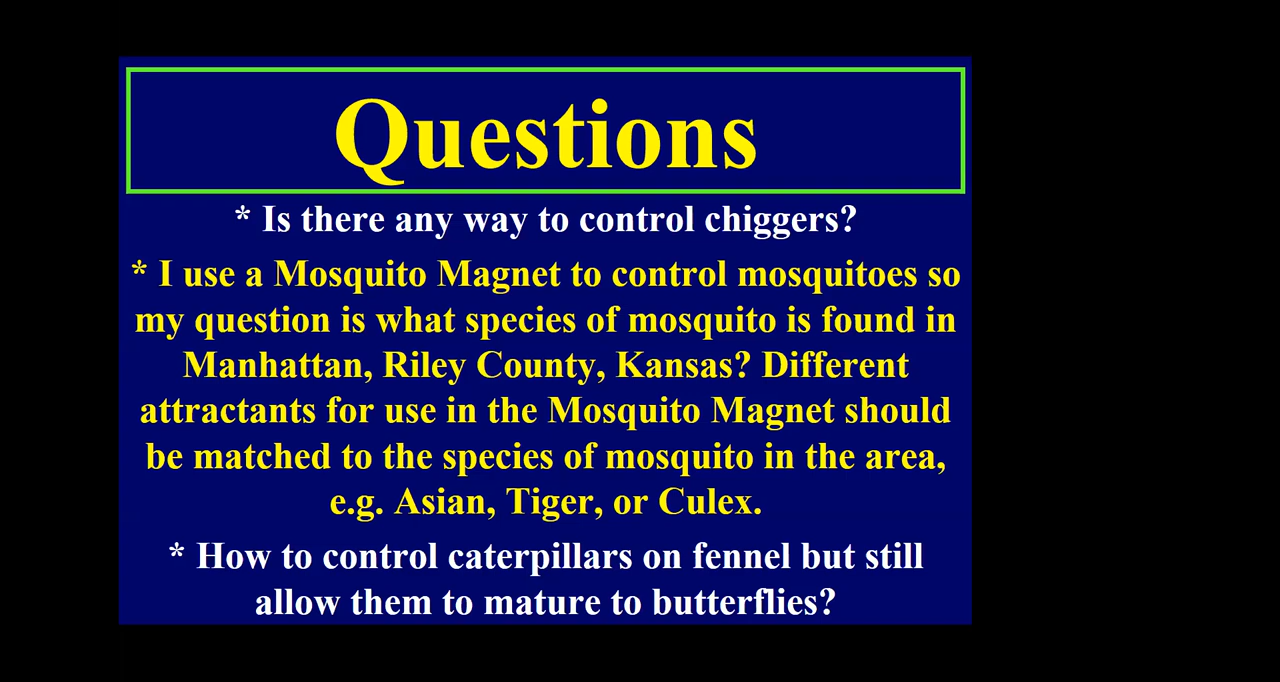 Questions
* Is there any way to control chiggers?
* I use a Mosquito Magnet to control mosquitoes so
my question is what species of mosquito is found in
Manhattan, Riley County, Kansas? Different
attractants for use in the Mosquito Magnet should
be matched to the species of mosquito in the area,
e.g. Asian, Tiger, or Culex.
* How to control caterpillars on fennel but still
allow them to mature to butterflies?